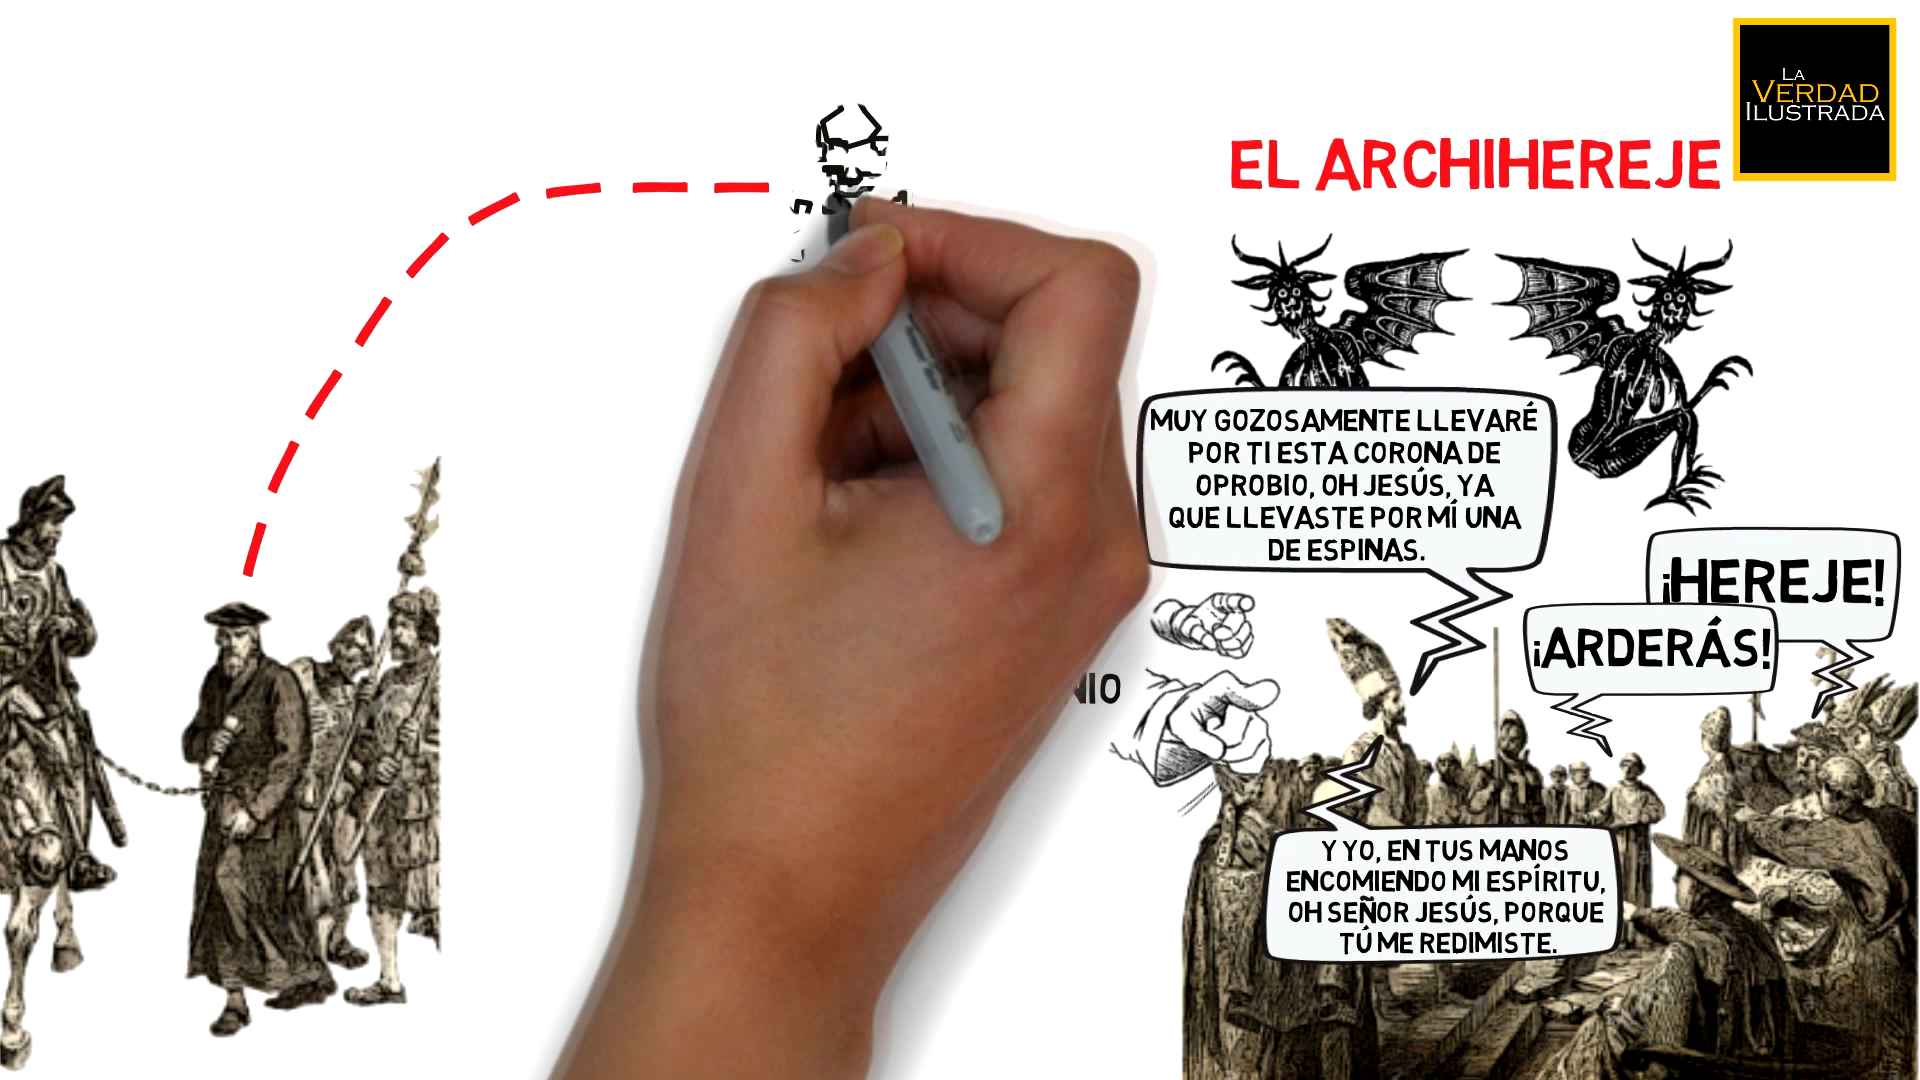 LA
VERDAD
ILUSTRADA
EL ARCHIHEREJE
MUY GOZOSAMENTE LLEVARÉ
POR TI ESTA CORONA DE
OPROBIO, OH JESÚS, YA
QUE LLEVASTE POR MÍ UNA
DE ESPINAS.
¡HEREJE!
¡ARDERÁS!
Y YO, EN TUS MANOS
ENCOMIENDO MI ESPÍRITU,
OH SEÑOR JESÚS, PORQUE
TÚ ME REDIMISTE.